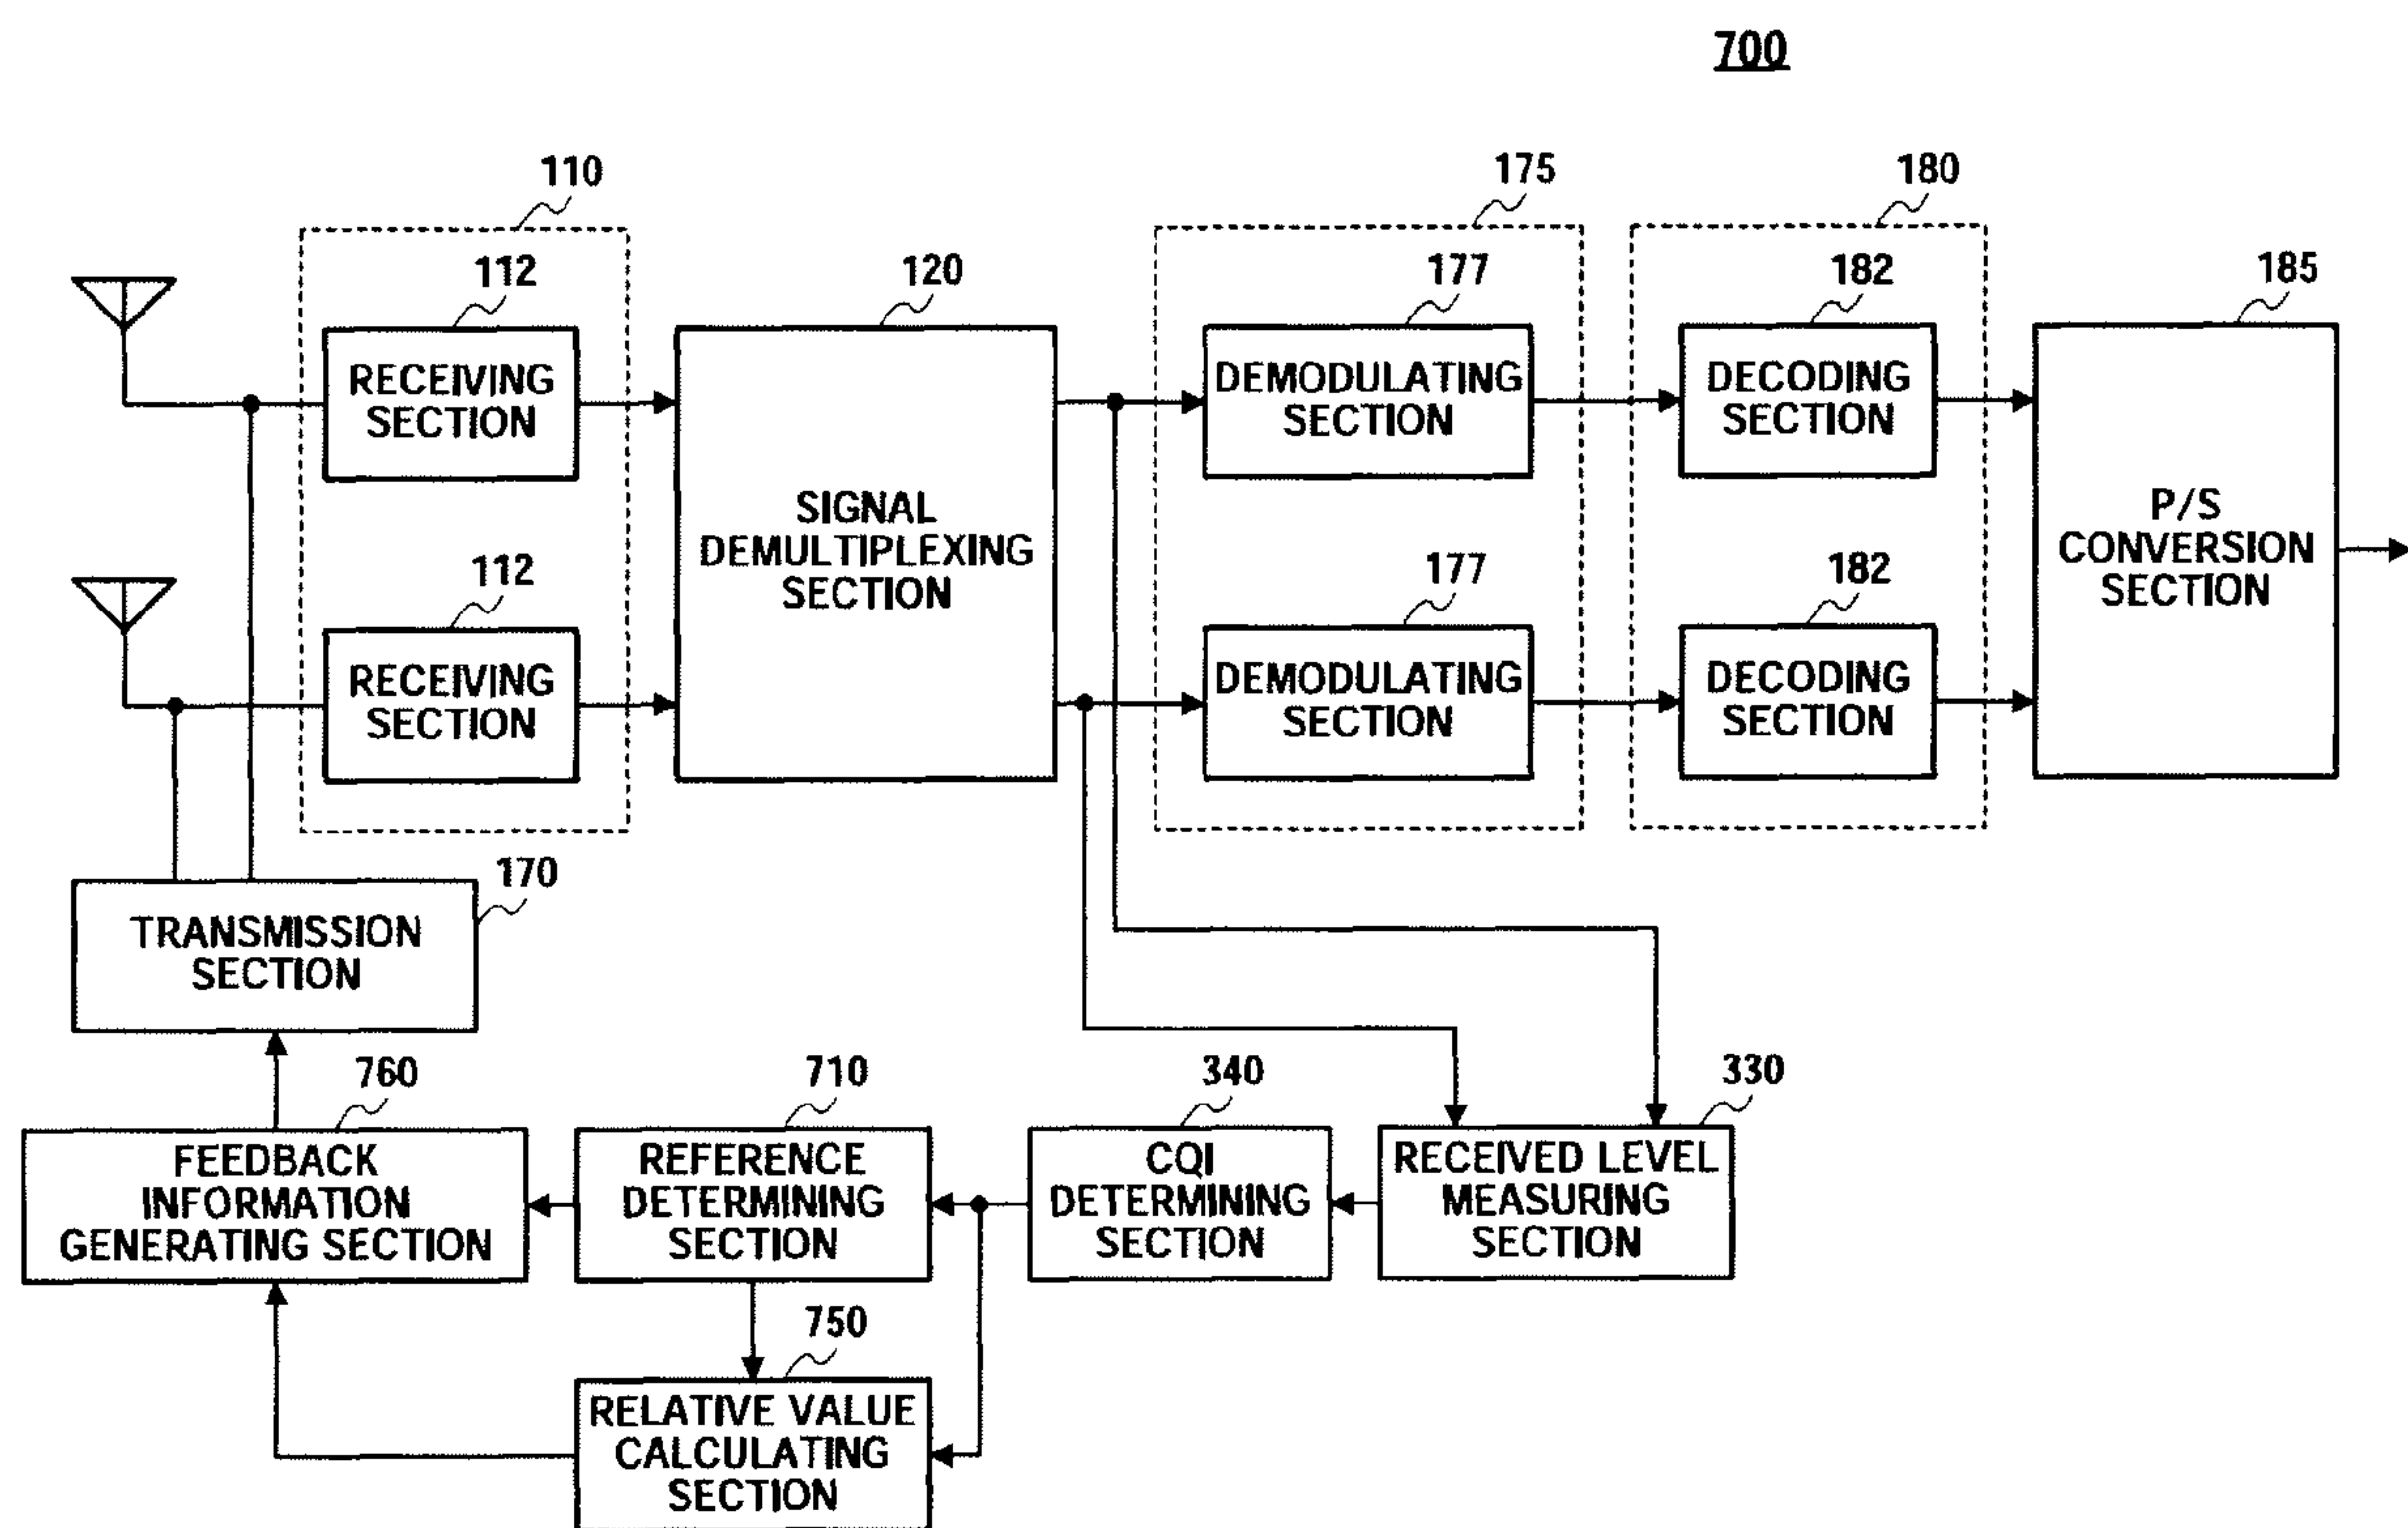 700
110
175
180
112
120
177
182
185
RECEIVING
SECTION
SIGNAL
DEMULTIPLEXING
SECTION
DEMODULATING
SECTION
DECODING
SECTION
P/S
CONVERSION
SECTION
112
177
182
RECEIVING
SECTION
DEMODULATING
SECTION
DECODING
SECTION
170
TRANSMISSION
SECTION
760
710
340
330
FEEDBACK
INFORMATION
GENERATING SECTION
REFERENCE
DETERMINING
SECTION
CQI
DETERMINING
SECTION
RECEIVED LEVEL
MEASURING
SECTION
750
RELATIVE VALUE
CALCULATING
SECTION